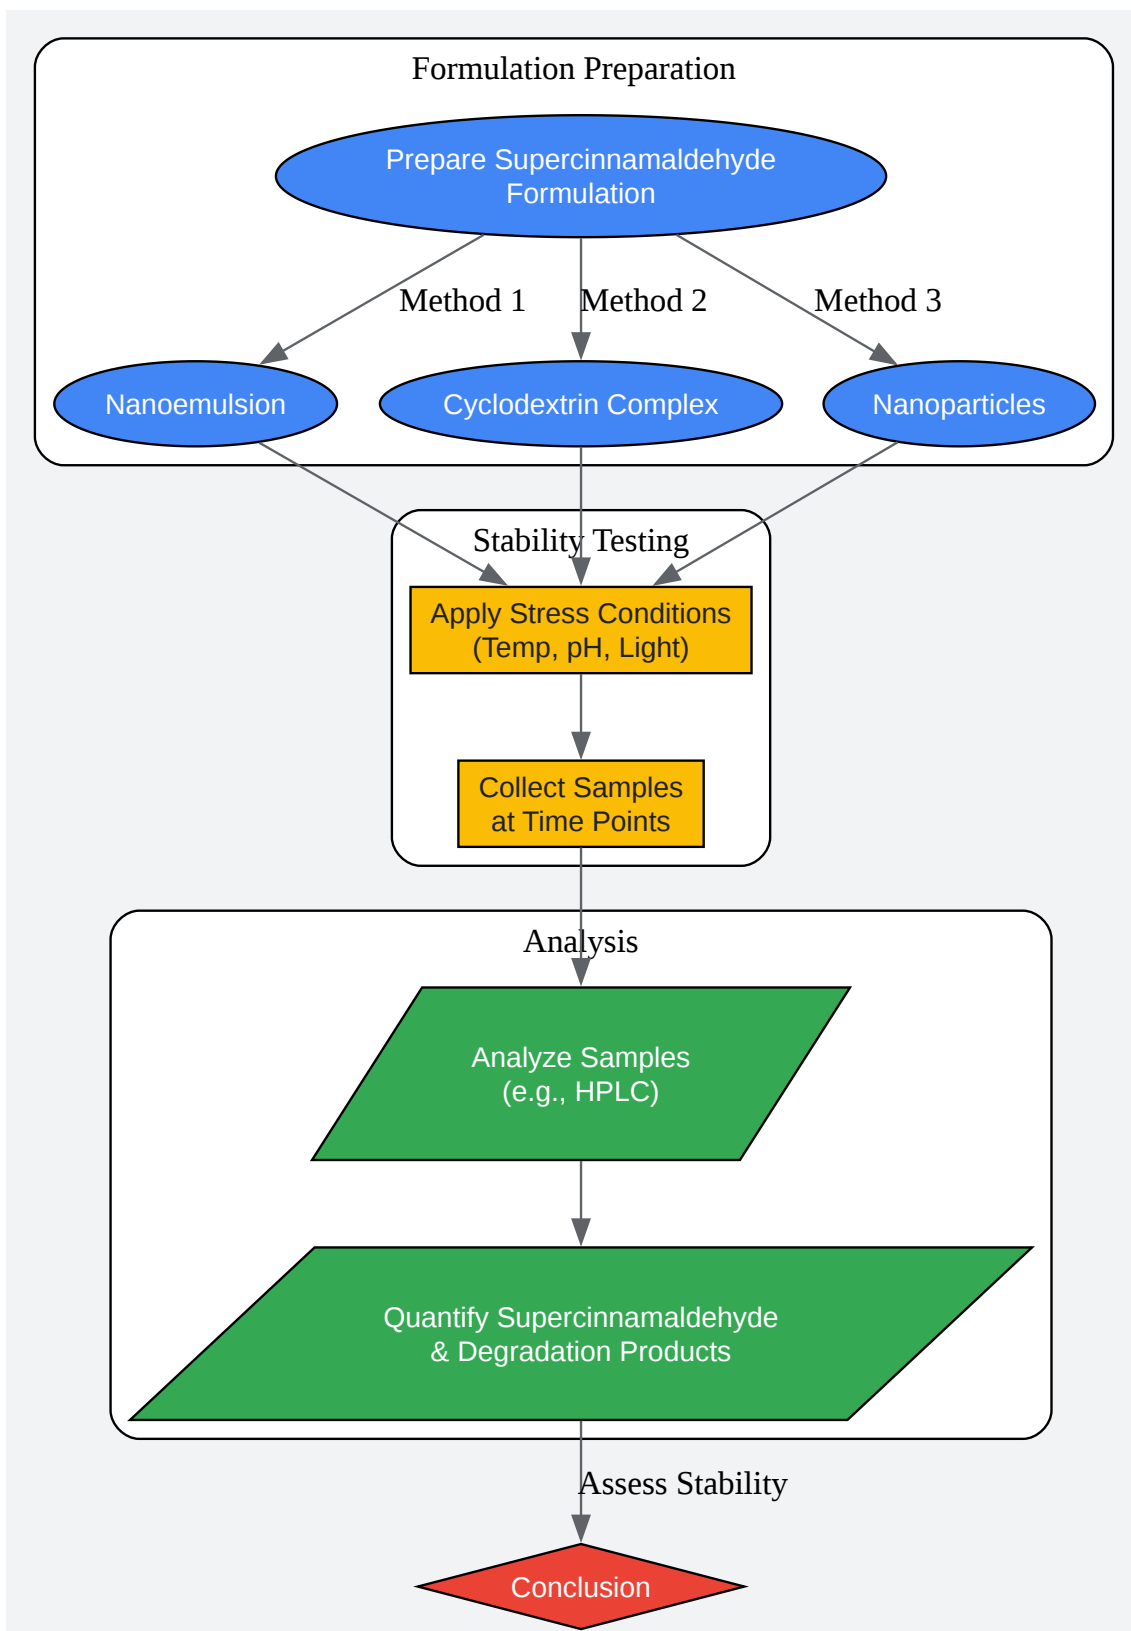 Formulation Preparation
Prepare Supercinnamaldehyde
Formulation
Method 1
Method 2
Method 3
Nanoemulsion
Cyclodextrin Complex
Nanoparticles
Stability Testing
Apply Stress Conditions
(Temp, pH, Light)
Collect Samples
at Time Points
Analysis
Analyze Samples
(e.g., HPLC)
Quantify Supercinnamaldehyde
& Degradation Products
Assess Stability
Conclusion